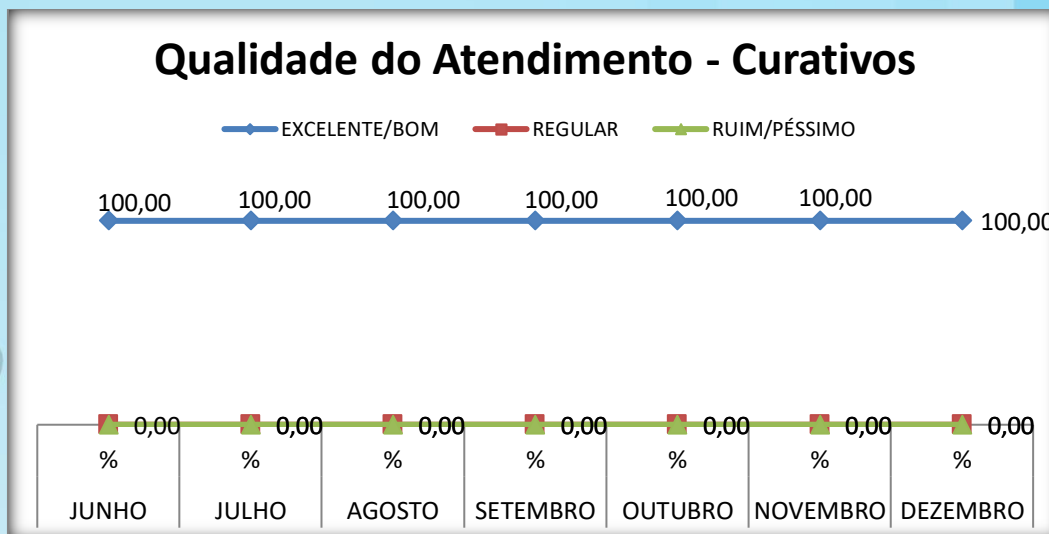 Qualidade do Atendimento - Curativos
EXCELENTE/BOM REGULAR RUIM/PÉSSIMO
100,00 100,00 100,00 100,00 100,00 100,00 100,00
0,00 0,00 0,00 0,00 0,00 0,00 0,00
% % % % % % %
JUNHO JULHO AGOSTO SETEMBRO OUTUBRO NOVEMBRO DEZEMBRO